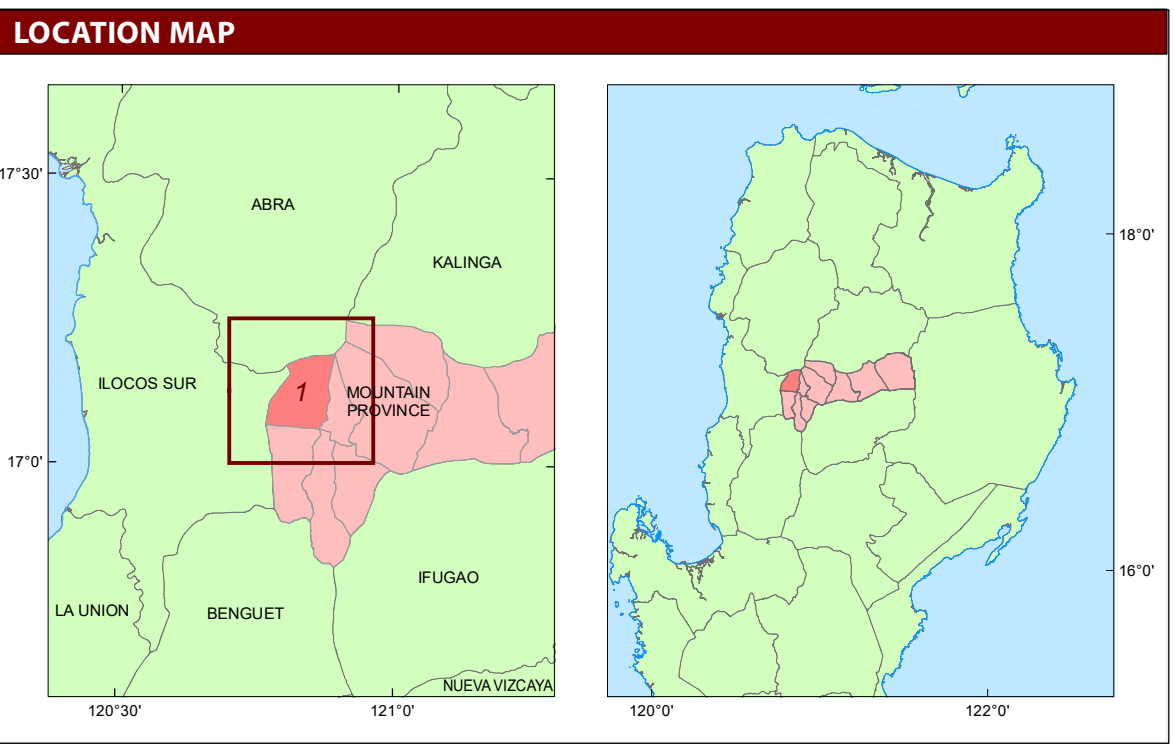 LOCATION MAP
17°30'
ABRA
KALINGA
ILOCOS SUR
1
MOUNTAIN
PROVINCE
17°0'
IFUGAO
LA UNION
BENGUET
NUEVA VIZCAYA
120°30'
121°0'
18°0'
16°0'
120°0'
122°0'